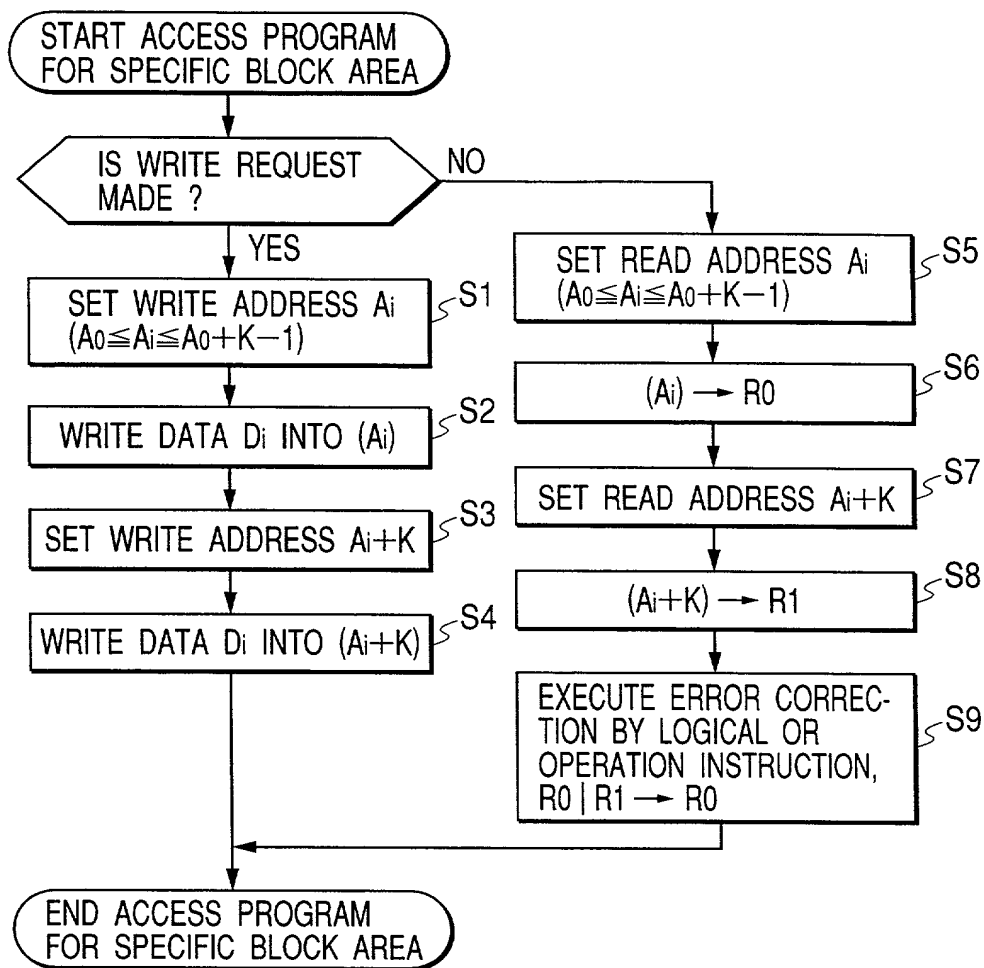 START ACCESS PROGRAM
FOR SPECIFIC BLOCK AREA
IS WRITE REQUEST
MADE ?
NO
YES
SET WRITE ADDRESS Ai
(A0≦Ai≦A0+K−1)
S1
WRITE DATA Di INTO (Ai)
S2
SET WRITE ADDRESS Ai+K
S3
WRITE DATA Di INTO (Ai+K)
S4
SET READ ADDRESS Ai
(A0≦Ai≦A0+K−1)
S5
(Ai) → R0
S6
SET READ ADDRESS Ai+K
S7
(Ai+K) → R1
S8
EXECUTE ERROR CORREC-
TION BY LOGICAL OR
OPERATION INSTRUCTION,
R0 | R1 → R0
S9
END ACCESS PROGRAM
FOR SPECIFIC BLOCK AREA